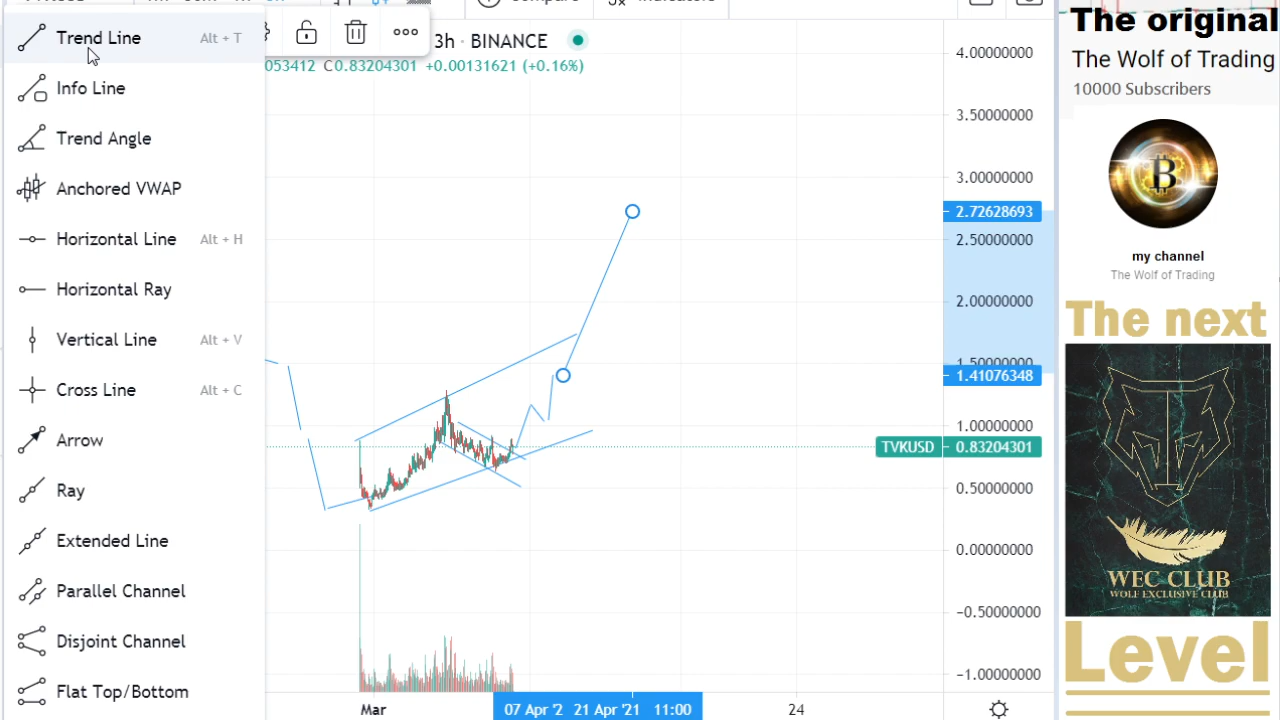 Compare
Indicators
Trend Line Alt + T
Info Line
Trend Angle
Anchored VWAP
Horizontal Line Alt + H
Horizontal Ray
Vertical Line Alt + V
Cross Line Alt + C
Arrow
Ray
Extended Line
Parallel Channel
Disjoint Channel
Flat Top/Bottom
3h · BINANCE
053412 C0.83204301 +0.00131621 (+0.16%)
4.00000000
3.50000000
3.00000000
2.72628693
2.50000000
2.00000000
1.50000000
1.41076348
1.00000000
TVKUSD 0.83204301
0.50000000
0.00000000
−0.50000000
−1.00000000
Mar
07 Apr '2 21 Apr '21 11:00
24
The original
The Wolf of Trading
10000 Subscribers
B
my channel
The Wolf of Trading
The next
WEC CLUB
WOLF EXCLUSIVE CLUB
Level